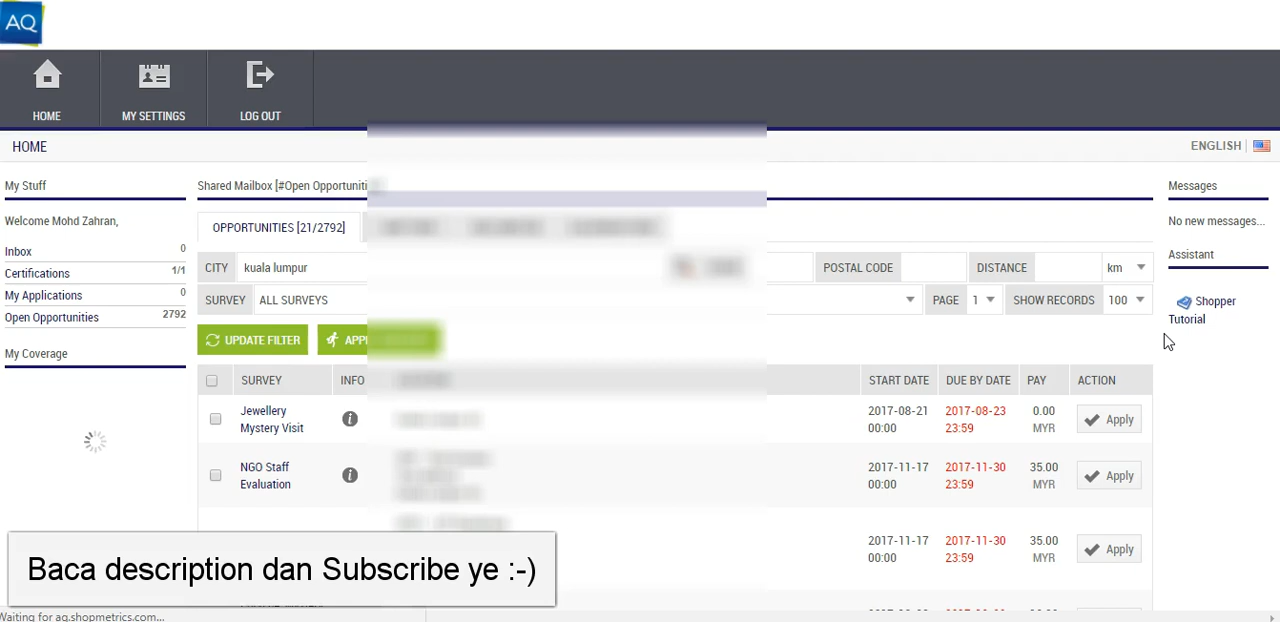 AQ
HOME
MY SETTINGS
LOG OUT
HOME
ENGLISH
My Stuff
Shared Mailbox [#Open Opportuniti
Messages
Welcome Mohd Zahran,
OPPORTUNITIES [21/2792]
No new messages...
Inbox 0
Certifications 1/1
My Applications 0
Open Opportunities 2792
My Coverage
CITY kuala lumpur
POSTAL CODE
DISTANCE
km
SURVEY ALL SURVEYS
PAGE 1
SHOW RECORDS 100
Assistant
Shopper
Tutorial
UPDATE FILTER
SURVEY INFO START DATE DUE BY DATE PAY ACTION
Jewellery 2017-08-21 2017-08-23 0.00 Apply
Mystery Visit 00:00 23:59 MYR
NGO Staff 2017-11-17 2017-11-30 35.00 Apply
Evaluation 00:00 23:59 MYR
2017-11-17 2017-11-30 35.00 Apply
00:00 23:59 MYR
Baca description dan Subscribe ye :-)
Waiting for aq.shopmetrics.com...